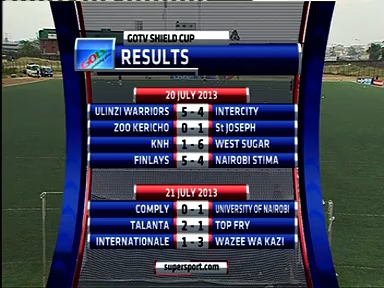 GOTV SHIELD CUP
GOtv
RESULTS
20 JULY 2013
ULINZI WARRIORS 5 - 4 INTERCITY
ZOO KERICHO 0 - 1 St JOSEPH
KNH 1 - 6 WEST SUGAR
FINLAYS 5 - 4 NAIROBI STIMA
21 JULY 2013
COMPLY 0 - 1 UNIVERSITY OF NAIROBI
TALANTA 2 - 1 TOP FRY
INTERNATIONALE 1 - 3 WAZEE WA KAZI
supersport.com